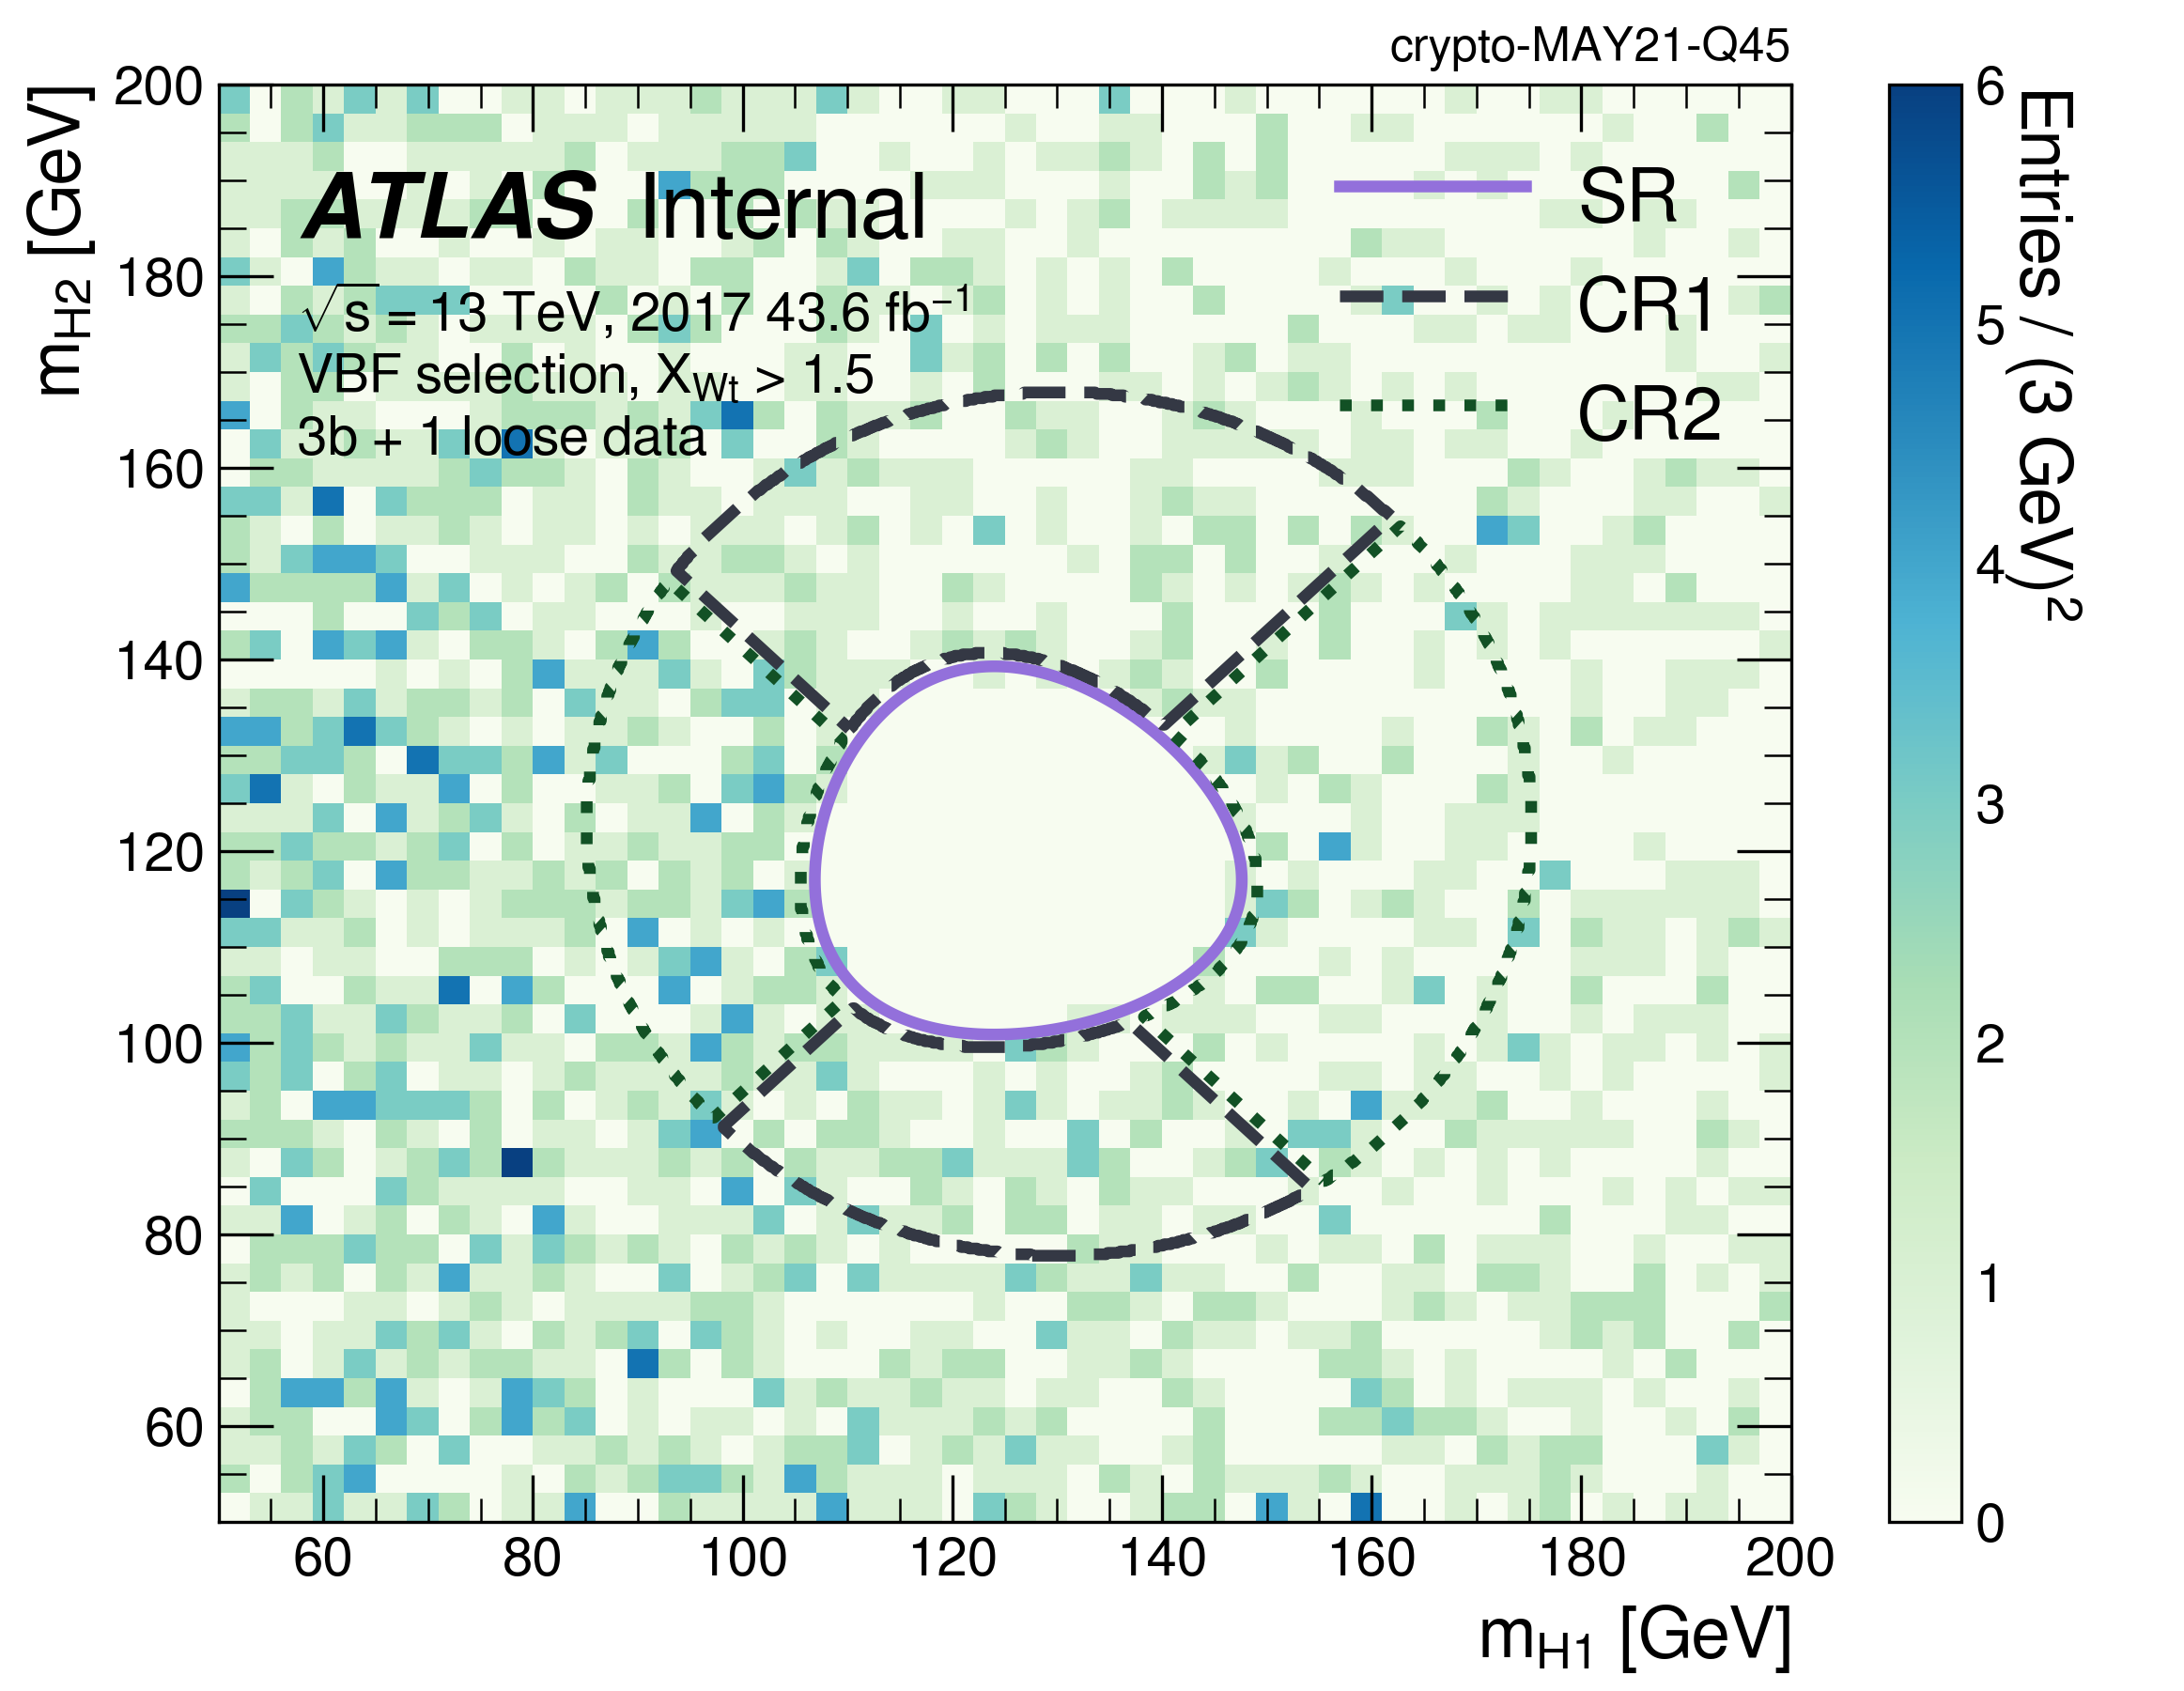 crypto-MAY21-Q45
ATLAS Internal
√s = 13 TeV, 2017 43.6 fb⁻¹
VBF selection, X_Wt > 1.5
3b + 1 loose data
SR
CR1
CR2
m_H2 [GeV]
200
180
160
140
120
100
80
60
60 80 100 120 140 160 180 200
m_H1 [GeV]
6
5
4
3
2
1
0
Entries / (3 GeV)²